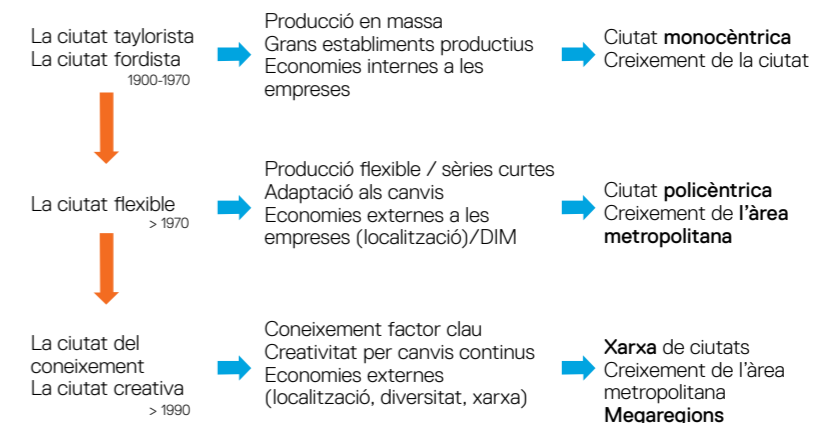 La ciutat taylorista
La ciutat fordista
1900-1970
Producció en massa
Grans establiments productius
Economies internes a les
empreses
Ciutat monocèntrica
Creixement de la ciutat
La ciutat flexible
> 1970
Producció flexible / sèries curtes
Adaptació als canvis
Economies externes a les
empreses (localització)/DIM
Ciutat policèntrica
Creixement de l'àrea
metropolitana
La ciutat del
coneixement
La ciutat creativa
> 1990
Coneixement factor clau
Creativitat per canvis continus
Economies externes
(localització, diversitat, xarxa)
Xarxa de ciutats
Creixement de l'àrea
metropolitana
Megaregions